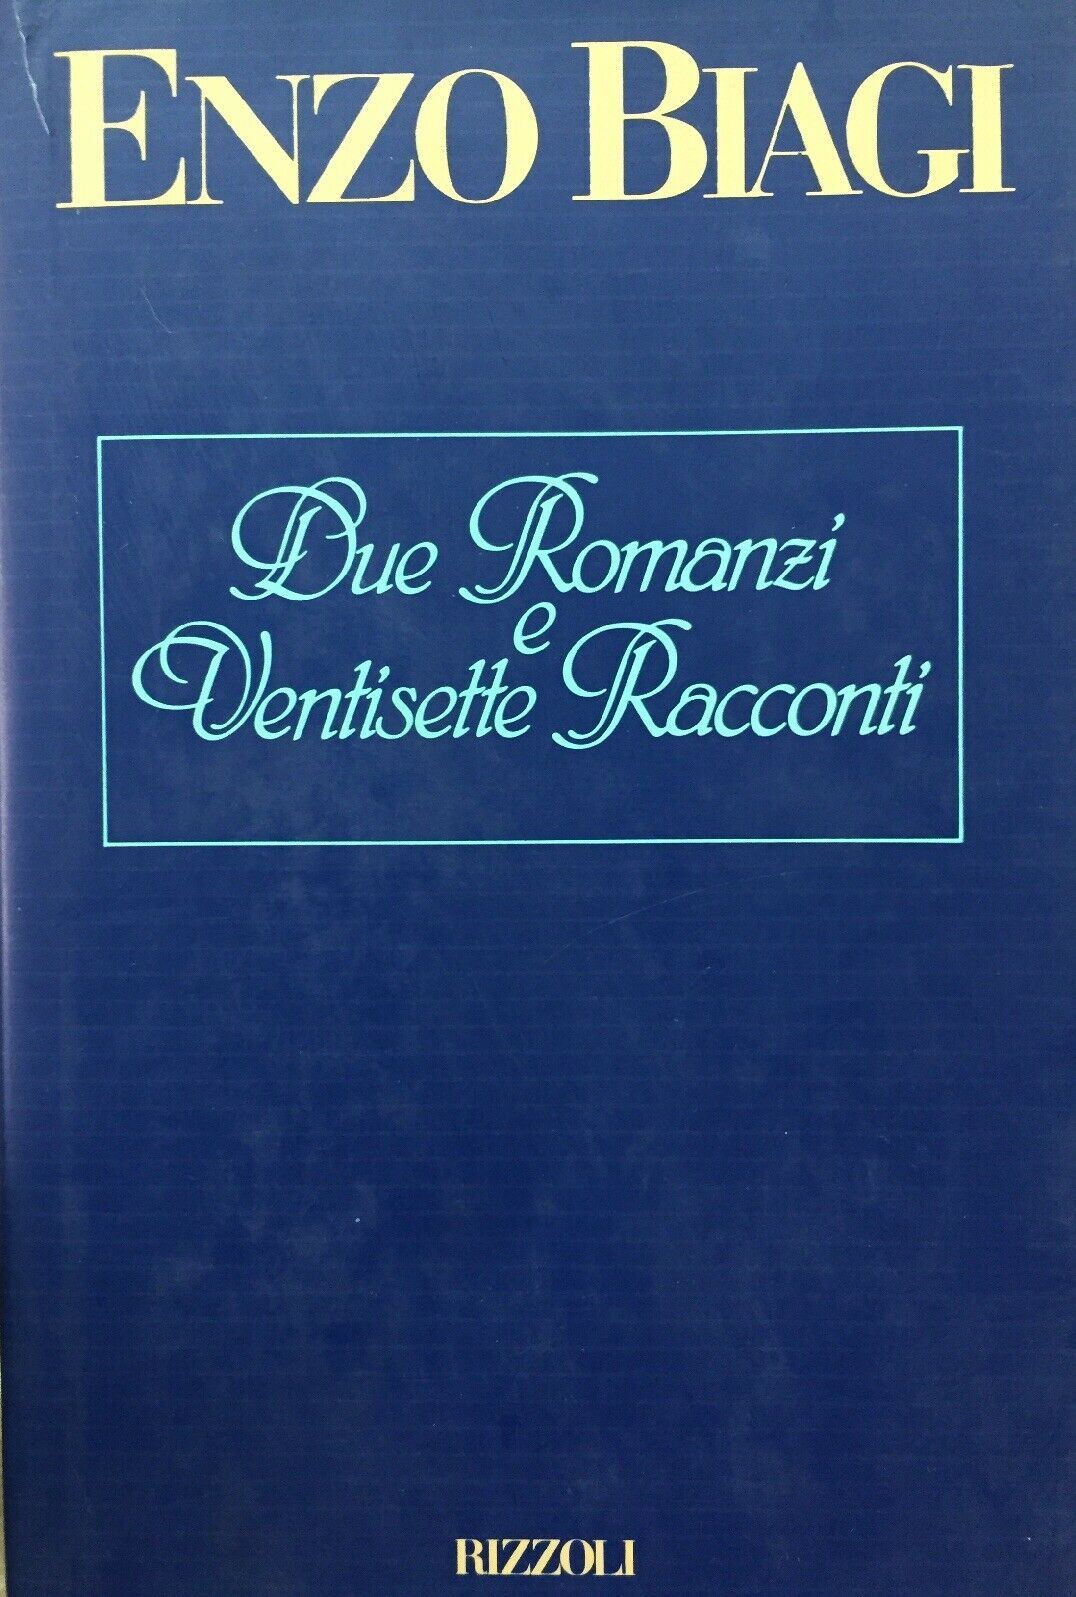 ENZO BIAGI
Due Romanzi
e
Ventisette Racconti
RIZZOLI